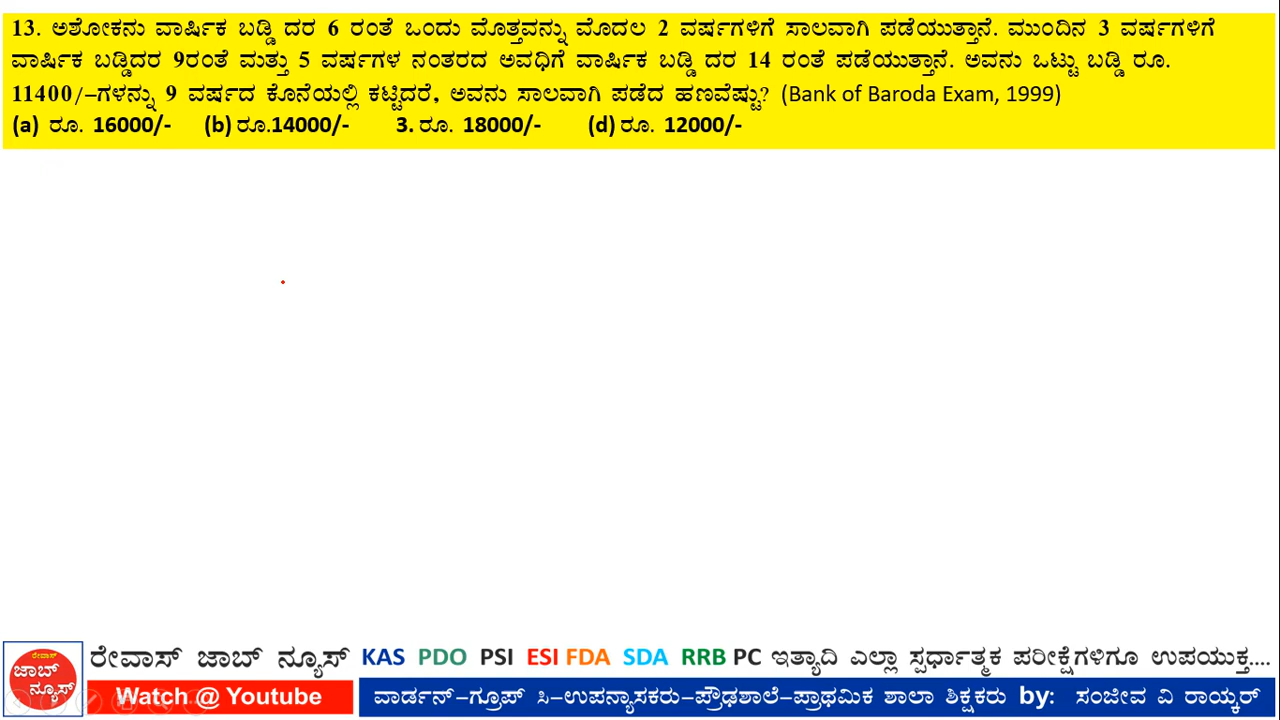 13. ಅಶೋಕನು ವಾರ್ಷಿಕ ಬಡ್ಡಿ ದರ 6 ರಂತೆ ಒಂದು ಮೊತ್ತವನ್ನು ಮೊದಲ 2 ವರ್ಷಗಳಿಗೆ ಸಾಲವಾಗಿ ಪಡೆಯುತ್ತಾನೆ. ಮುಂದಿನ 3 ವರ್ಷಗಳಿಗೆ
ವಾರ್ಷಿಕ ಬಡ್ಡಿದರ 9ರಂತೆ ಮತ್ತು 5 ವರ್ಷಗಳ ನಂತರದ ಅವಧಿಗೆ ವಾರ್ಷಿಕ ಬಡ್ಡಿ ದರ 14 ರಂತೆ ಪಡೆಯುತ್ತಾನೆ. ಅವನು ಒಟ್ಟು ಬಡ್ಡಿ ರೂ.
11400/-ಗಳನ್ನು 9 ವರ್ಷದ ಕೊನೆಯಲ್ಲಿ ಕಟ್ಟಿದರೆ, ಅವನು ಸಾಲವಾಗಿ ಪಡೆದ ಹಣವೆಷ್ಟು? (Bank of Baroda Exam, 1999)
(a) ರೂ. 16000/- (b) ರೂ.14000/- 3. ರೂ. 18000/- (d) ರೂ. 12000/-
ರೇವಾಸ್
ಜಾಬ್
ನ್ಯೂಸ್
ರೇವಾಸ್ ಜಾಬ್ ನ್ಯೂಸ್ KAS PDO PSI ESI FDA SDA RRB PC ಇತ್ಯಾದಿ ಎಲ್ಲಾ ಸ್ಪರ್ಧಾತ್ಮಕ ಪರೀಕ್ಷೆಗಳಿಗೂ ಉಪಯುಕ್ತ....
Watch @ Youtube ವಾರ್ಡನ್-ಗ್ರೂಪ್ ಸಿ-ಉಪನ್ಯಾಸಕರು-ಪ್ರೌಢಶಾಲೆ-ಪ್ರಾಥಮಿಕ ಶಾಲಾ ಶಿಕ್ಷಕರು by: ಸಂಜೀವ ವಿ ರಾಯ್ಕರ್